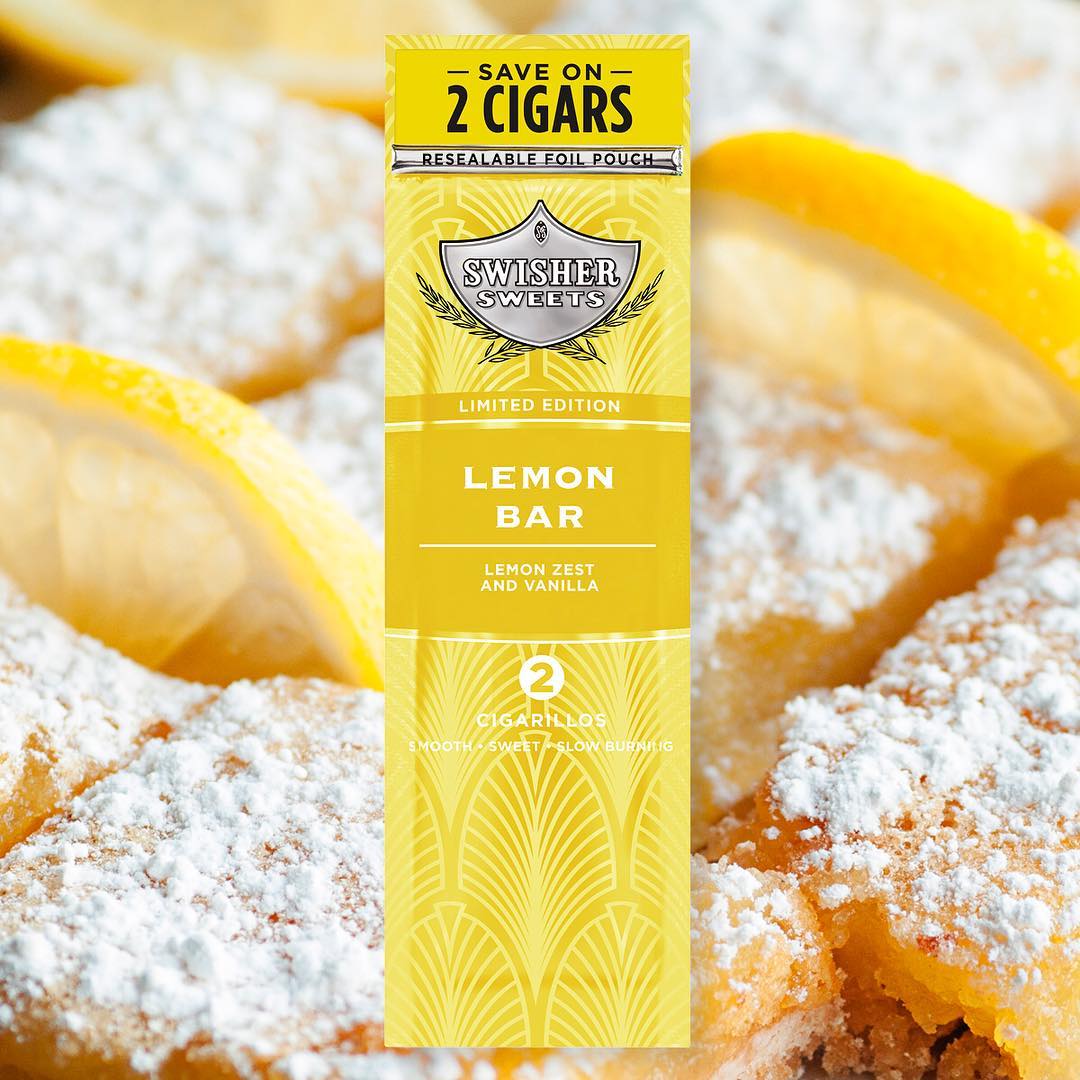 — SAVE ON —
2 CIGARS
RESEALABLE FOIL POUCH
SWISHER
SWEETS
LIMITED EDITION
LEMON
BAR
LEMON ZEST
AND VANILLA
2
CIGARILLOS
SMOOTH • SWEET • SLOW BURNING